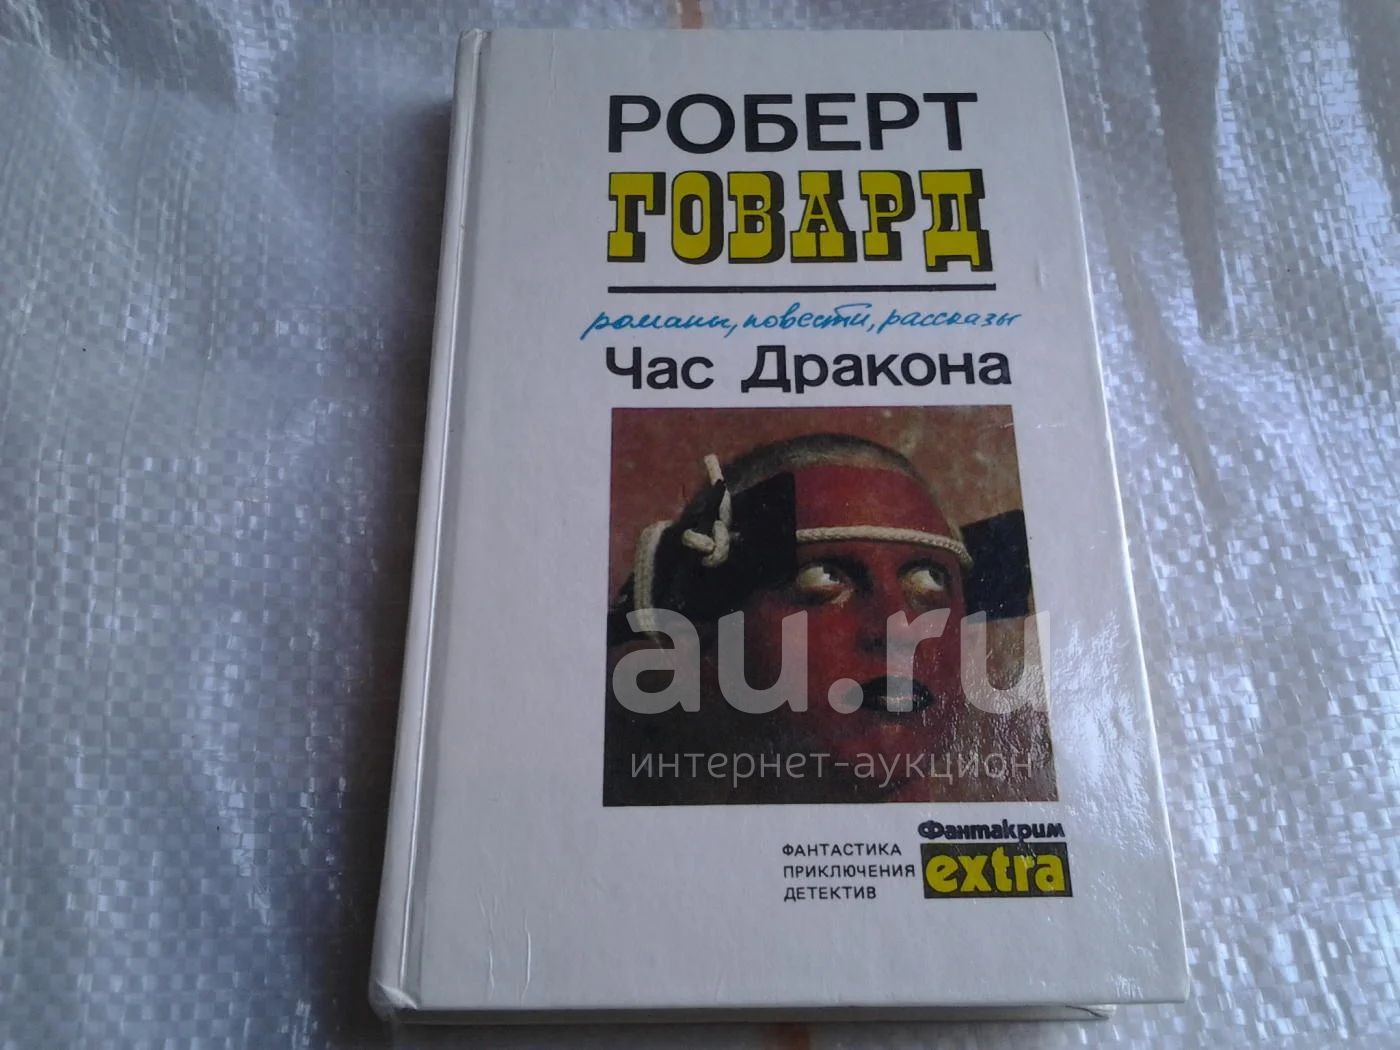 РОБЕРТ
ГОВАРД
романы, повести, рассказы
Час Дракона
au.ru
интернет-аукцион
Фантакрим
extra
ФАНТАСТИКА
ПРИКЛЮЧЕНИЯ
ДЕТЕКТИВ